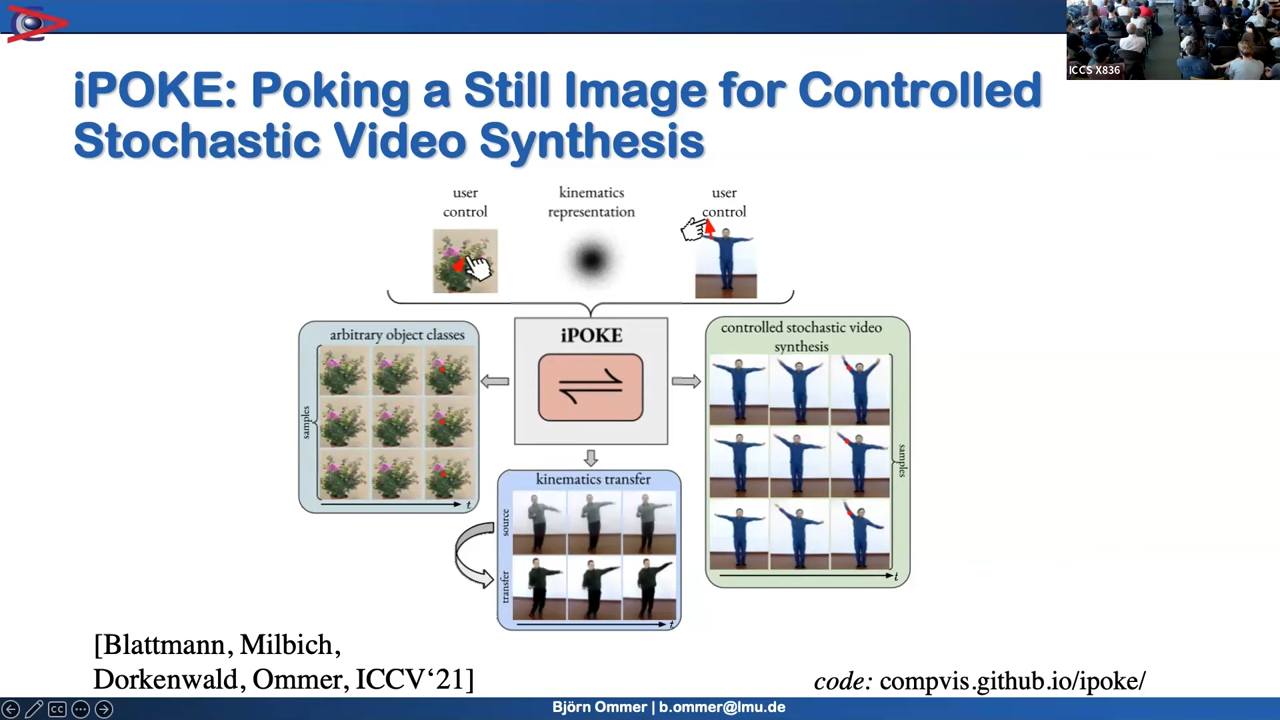 ICCS X836
iPOKE: Poking a Still Image for Controlled
Stochastic Video Synthesis
user
control
kinematics
representation
user
control
arbitrary object classes
samples
t
iPOKE
controlled stochastic video
synthesis
samples
t
kinematics transfer
source
transfer
t
[Blattmann, Milbich,
Dorkenwald, Ommer, ICCV‘21]
code: compvis.github.io/ipoke/
CC
Björn Ommer | b.ommer@lmu.de